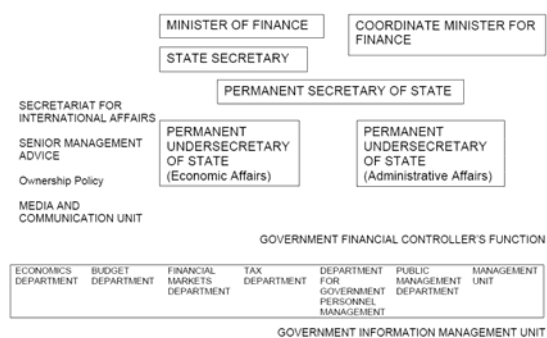 MINISTER OF FINANCE
COORDINATE MINISTER FOR
FINANCE
STATE SECRETARY
PERMANENT SECRETARY OF STATE
SECRETARIAT FOR
INTERNATIONAL AFFAIRS
SENIOR MANAGEMENT
ADVICE
Ownership Policy
MEDIA AND
COMMUNICATION UNIT
PERMANENT
UNDERSECRETARY
OF STATE
(Economic Affairs)
PERMANENT
UNDERSECRETARY
OF STATE
(Administrative Affairs)
GOVERNMENT FINANCIAL CONTROLLER'S FUNCTION
ECONOMICS
DEPARTMENT
BUDGET
DEPARTMENT
FINANCIAL
MARKETS
DEPARTMENT
TAX
DEPARTMENT
DEPARTMENT
FOR
GOVERNMENT
PERSONNEL
MANAGEMENT
PUBLIC
MANAGEMENT
DEPARTMENT
MANAGEMENT
UNIT
GOVERNMENT INFORMATION MANAGEMENT UNIT